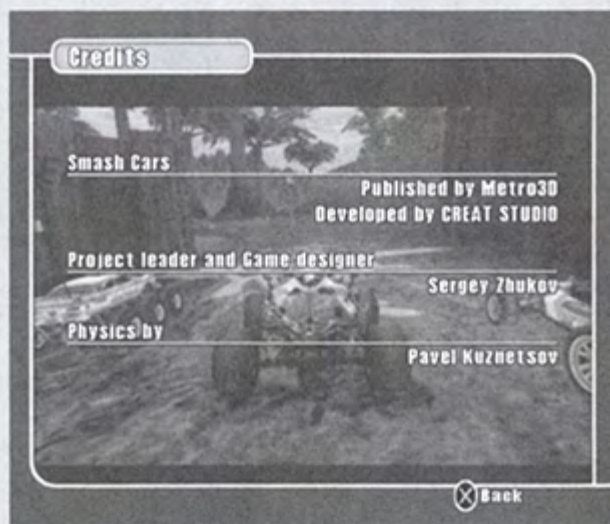 Credits
Smash Cars
Published by Metro3D
Developed by CREAT STUDIO
Project leader and Game designer
Sergey Zhukov
Physics by
Pavel Kuznetsov
Back